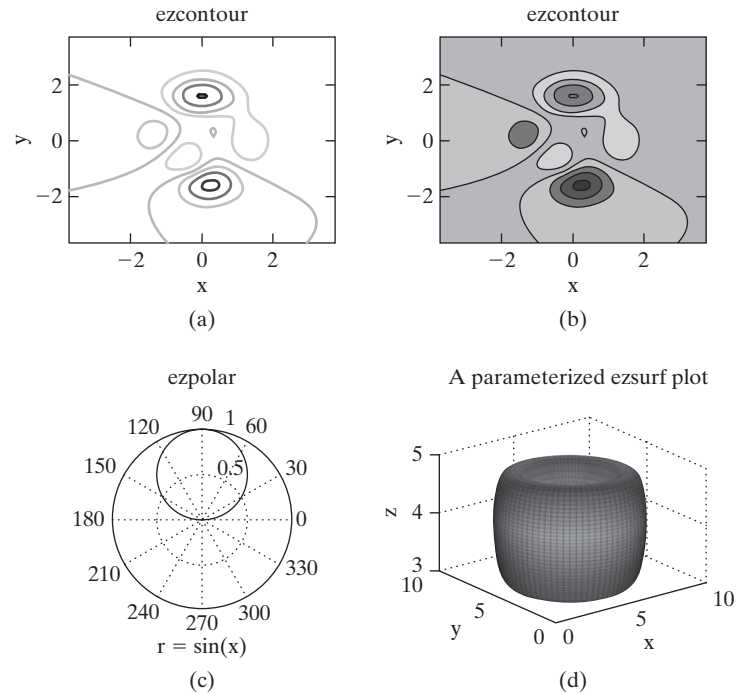 ezcontour
y
2
0
−2
−2 0 2
x
(a)
ezcontour
y
2
0
−2
−2 0 2
x
(b)
ezpolar
90 1
120 60
150 0.5 30
180 0
210 330
240 300
270
r = sin(x)
(c)
A parameterized ezsurf plot
5
z 4
3
10
5
y
0 0
5
x
10
(d)